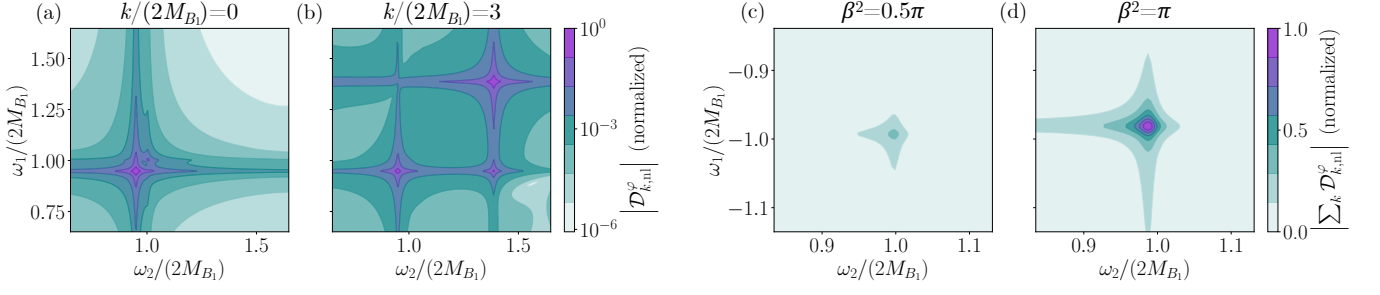 (a) k/(2M_{B_1})=0
(b) k/(2M_{B_1})=3
(c) β²=0.5π
(d) β²=π
ω_1/(2M_{B_1})
1.50
1.25
1.00
0.75
1.0
1.5
ω_2/(2M_{B_1})
1.0
1.5
ω_2/(2M_{B_1})
10^0
10^{-3}
10^{-6}
|𝒟^φ_{k,nl}| (normalized)
ω_1/(2M_{B_1})
−0.9
−1.0
−1.1
0.9
1.0
1.1
ω_2/(2M_{B_1})
0.9
1.0
1.1
ω_2/(2M_{B_1})
1.0
0.5
0.0
|∑_k 𝒟^φ_{k,nl}| (normalized)